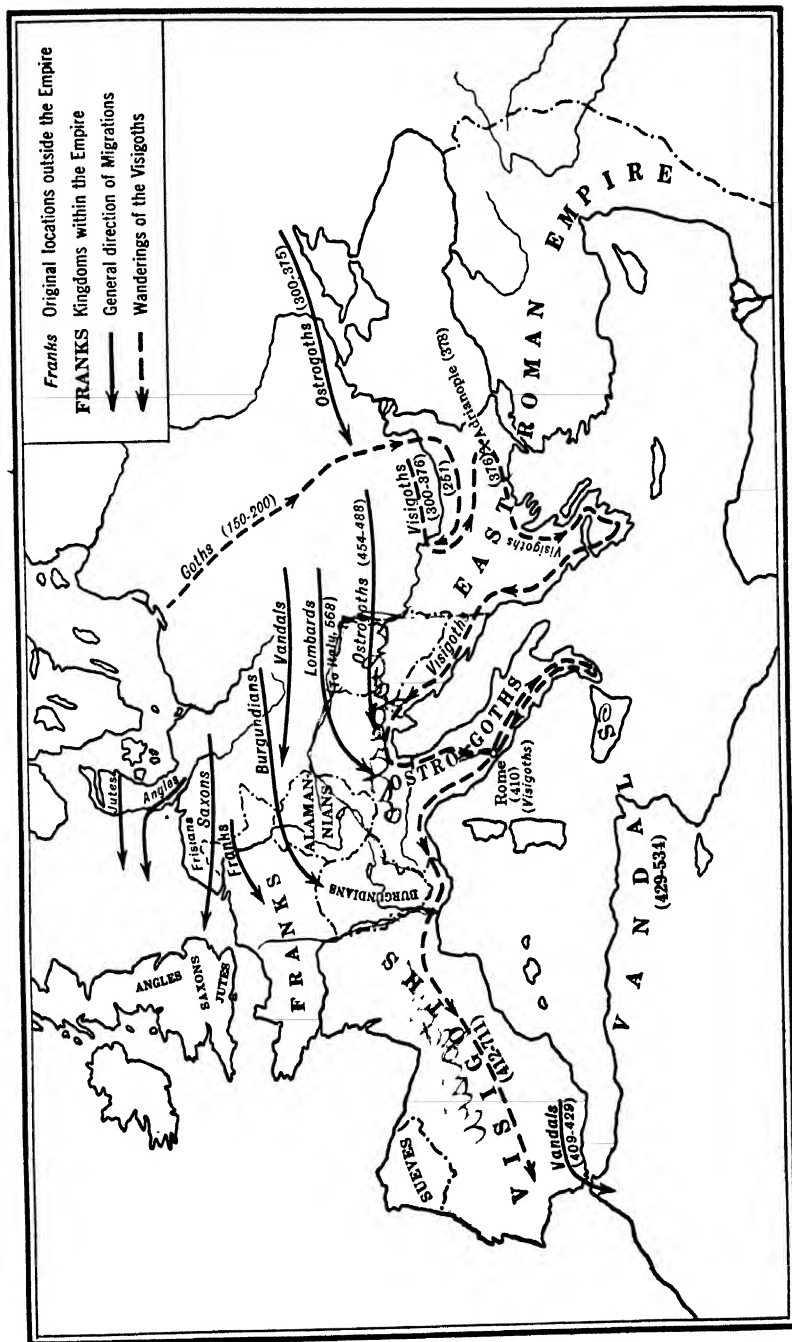 Franks Original locations outside the Empire
FRANKS Kingdoms within the Empire
General direction of Migrations
Wanderings of the Visigoths
Jutes
Angles
Frisians
Saxons
Franks
Burgundians
Vandals
Lombards
To Italy, 568)
Ostrogoths (454-488)
Goths (150-200)
Ostrogoths (300-375)
Visigoths
(300-376)
(251)
(376)
Adrianople (378)
Visigoths
Visigoths
ANGLES
SAXONS
JUTES
FRANKS
ALAMAN-
NIANS
BURGUNDIANS
OSTROGOTHS
Rome
(410)
(Visigoths)
EAST ROMAN EMPIRE
SUEVES
VISIGOTHS
(412-711)
Vandals
(409-429)
VANDALS
(429-534)